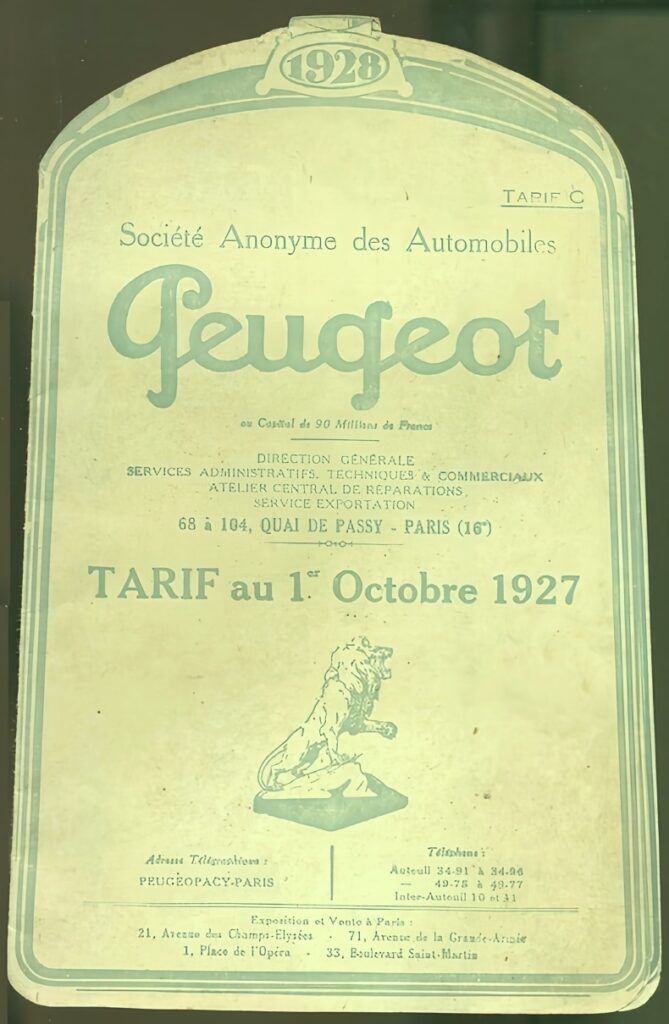 1928
TARIF C
Société Anonyme des Automobiles
Peugeot
au Capital de 90 Millions de Francs
DIRECTION GÉNÉRALE
SERVICES ADMINISTRATIFS, TECHNIQUES & COMMERCIAUX
ATELIER CENTRAL DE RÉPARATIONS
SERVICE EXPORTATION
68 à 104, QUAI DE PASSY - PARIS (16ᵉ)
TARIF au 1er Octobre 1927
Adresse Télégraphique :
PEUGEOPACY-PARIS
Téléphone :
Auteuil 34-91 à 34-96
— 49-75 à 49-77
Inter-Auteuil 10 et 11
Exposition et Vente à Paris :
21, Avenue des Champs-Elysées - 71, Avenue de la Grande-Armée
1, Place de l'Opéra - 33, Boulevard Saint-Martin